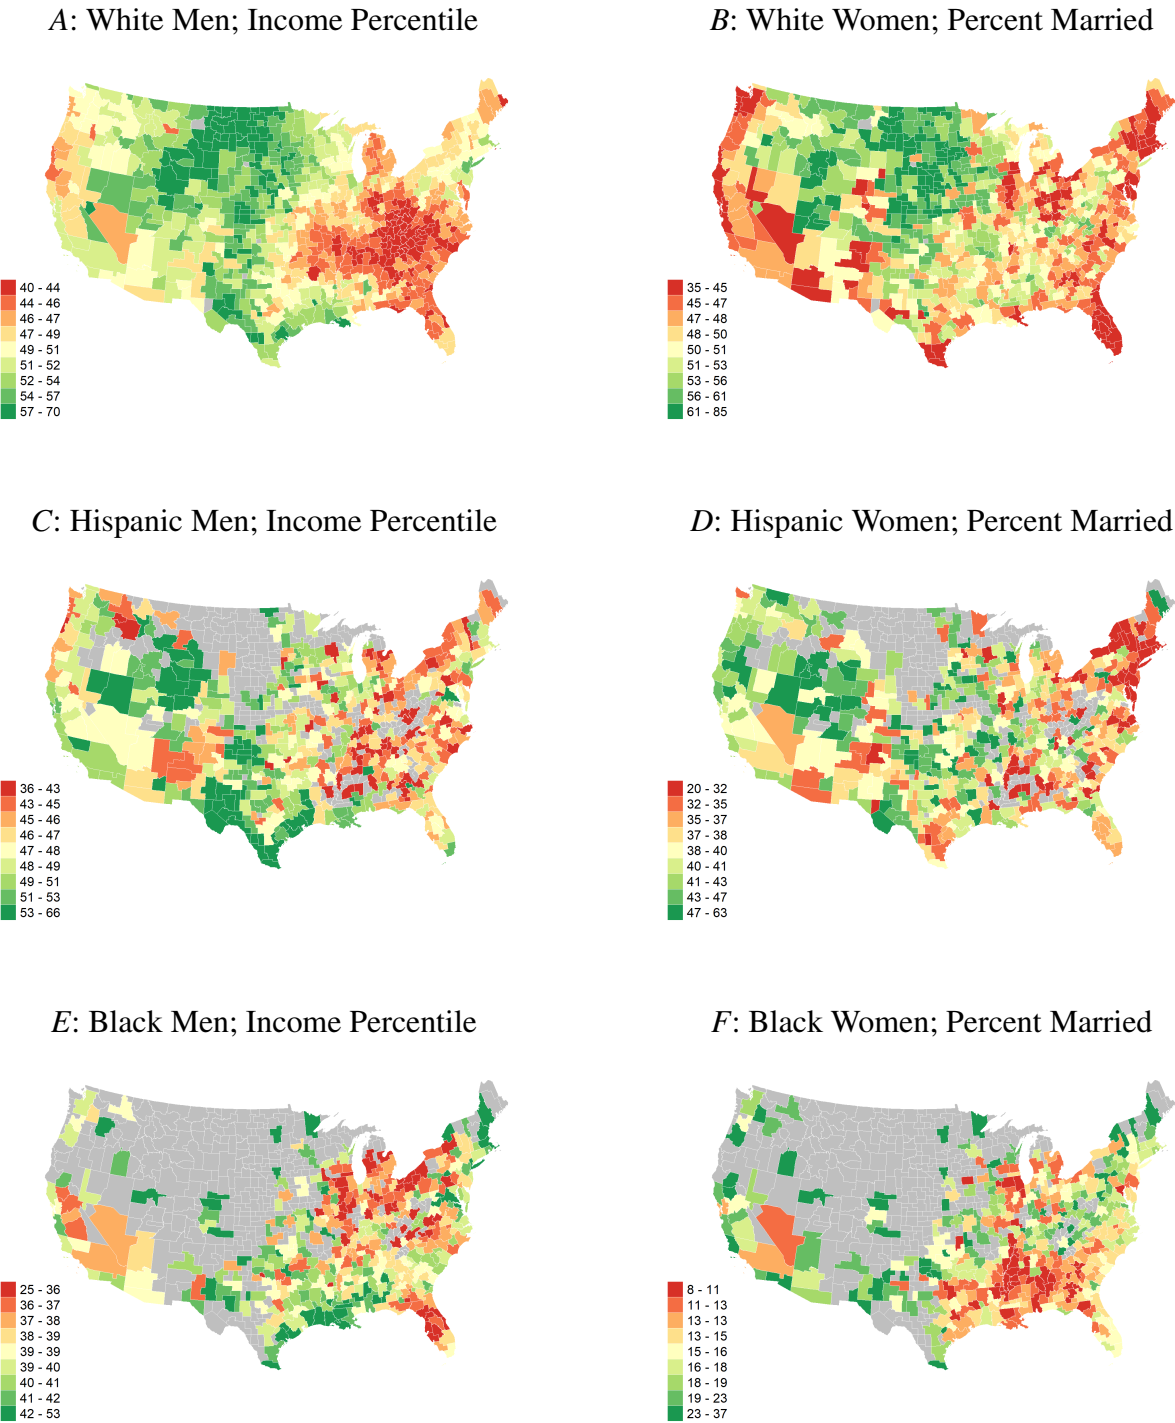 A: White Men; Income Percentile
40 - 44
44 - 46
46 - 47
47 - 49
49 - 51
51 - 52
52 - 54
54 - 57
57 - 70
B: White Women; Percent Married
35 - 45
45 - 47
47 - 48
48 - 50
50 - 51
51 - 53
53 - 56
56 - 61
61 - 85
C: Hispanic Men; Income Percentile
36 - 43
43 - 45
45 - 46
46 - 47
47 - 48
48 - 49
49 - 51
51 - 53
53 - 66
D: Hispanic Women; Percent Married
20 - 32
32 - 35
35 - 37
37 - 38
38 - 40
40 - 41
41 - 43
43 - 47
47 - 63
E: Black Men; Income Percentile
25 - 36
36 - 37
37 - 38
38 - 39
39 - 39
39 - 40
40 - 41
41 - 42
42 - 53
F: Black Women; Percent Married
8 - 11
11 - 13
13 - 13
13 - 15
15 - 16
16 - 18
18 - 19
19 - 23
23 - 37